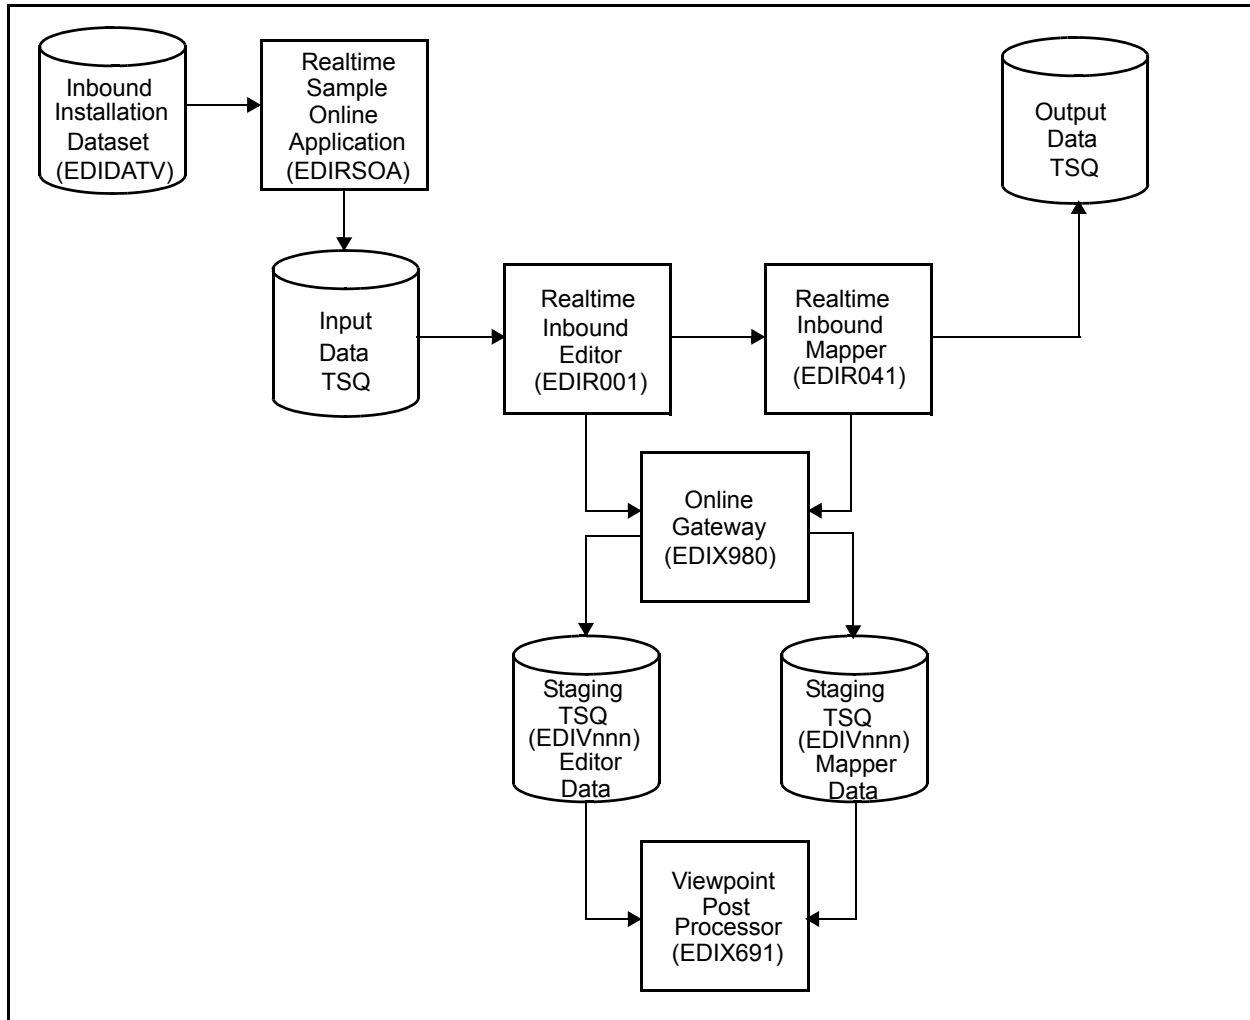 Inbound
Installation
Dataset
(EDIDATV)
Realtime
Sample
Online
Application
(EDIRSOA)
Output
Data
TSQ
Input
Data
TSQ
Realtime
Inbound
Editor
(EDIR001)
Realtime
Inbound
Mapper
(EDIR041)
Online
Gateway
(EDIX980)
Staging
TSQ
(EDIVnnn)
Editor
Data
Staging
TSQ
(EDIVnnn)
Mapper
Data
Viewpoint
Post
Processor
(EDIX691)